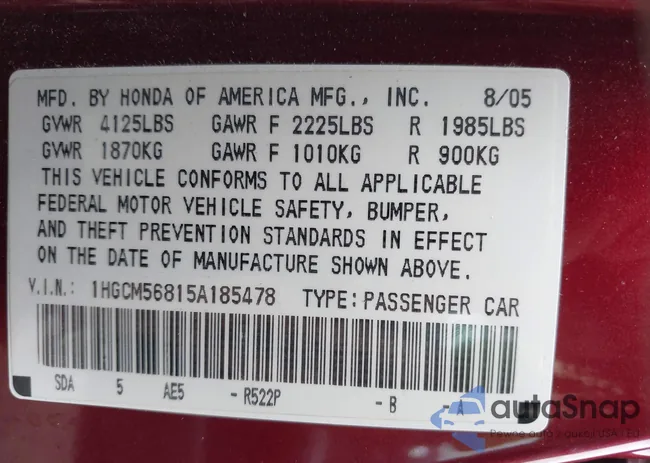 MFD. BY HONDA OF AMERICA MFG., INC. 8/05
GVWR 4125LBS GAWR F 2225LBS R 1985LBS
GVWR 1870KG GAWR F 1010KG R 900KG
THIS VEHICLE CONFORMS TO ALL APPLICABLE
FEDERAL MOTOR VEHICLE SAFETY, BUMPER,
AND THEFT PREVENTION STANDARDS IN EFFECT
ON THE DATE OF MANUFACTURE SHOWN ABOVE.
V.I.N.: 1HGCM56815A185478 TYPE:PASSENGER CAR
SDA 5 AE5 - R522P - B - A
autoSnap
Pewne auto z